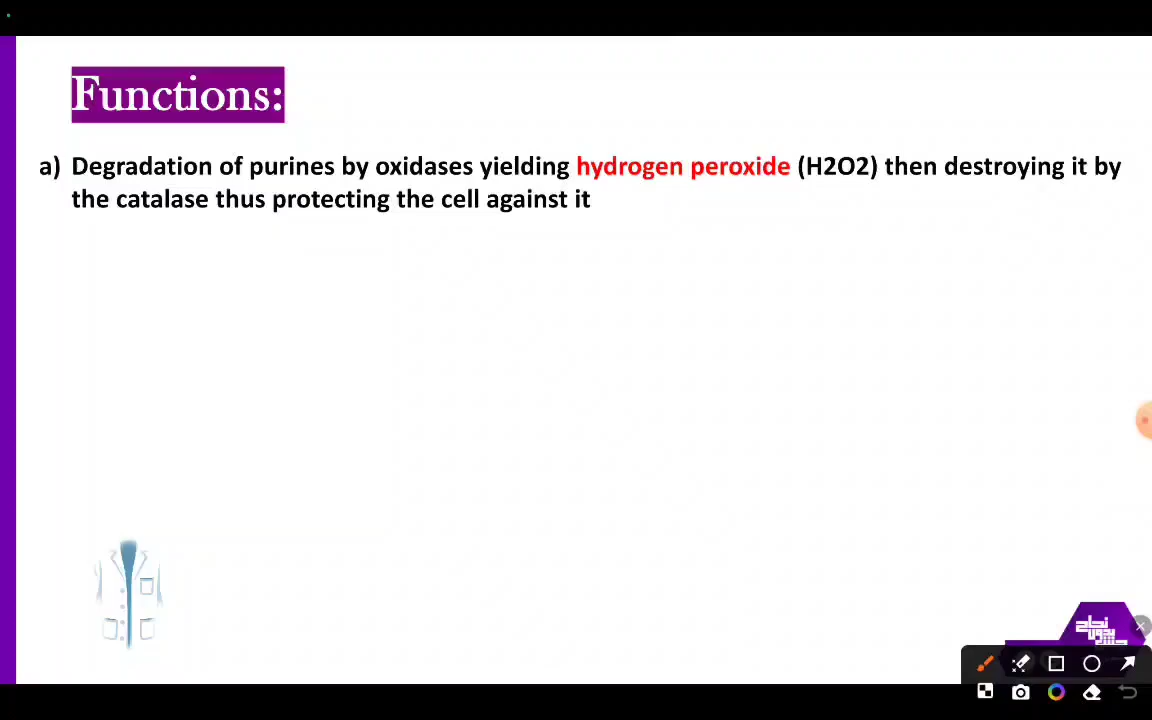 Functions:
a) Degradation of purines by oxidases yielding hydrogen peroxide (H2O2) then destroying it by
the catalase thus protecting the cell against it